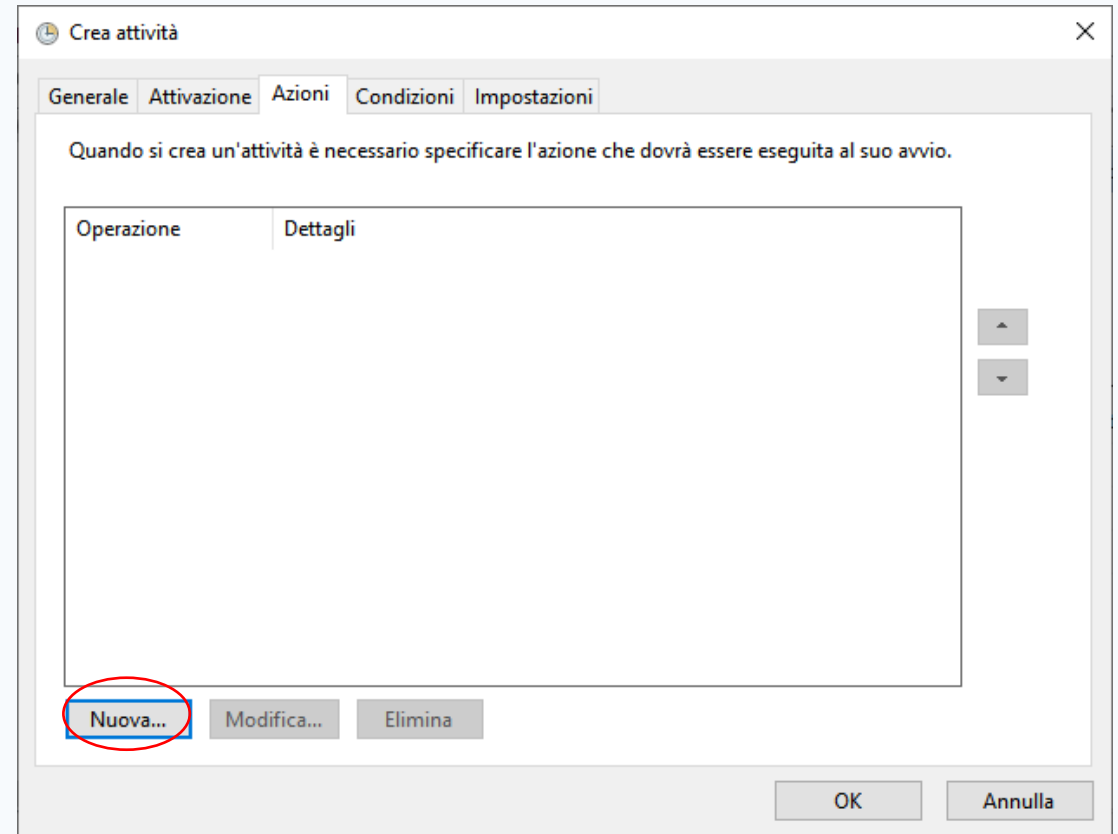 Crea attività
Generale Attivazione Azioni Condizioni Impostazioni
Quando si crea un'attività è necessario specificare l'azione che dovrà essere eseguita al suo avvio.
Operazione Dettagli
Nuova... Modifica... Elimina
OK Annulla